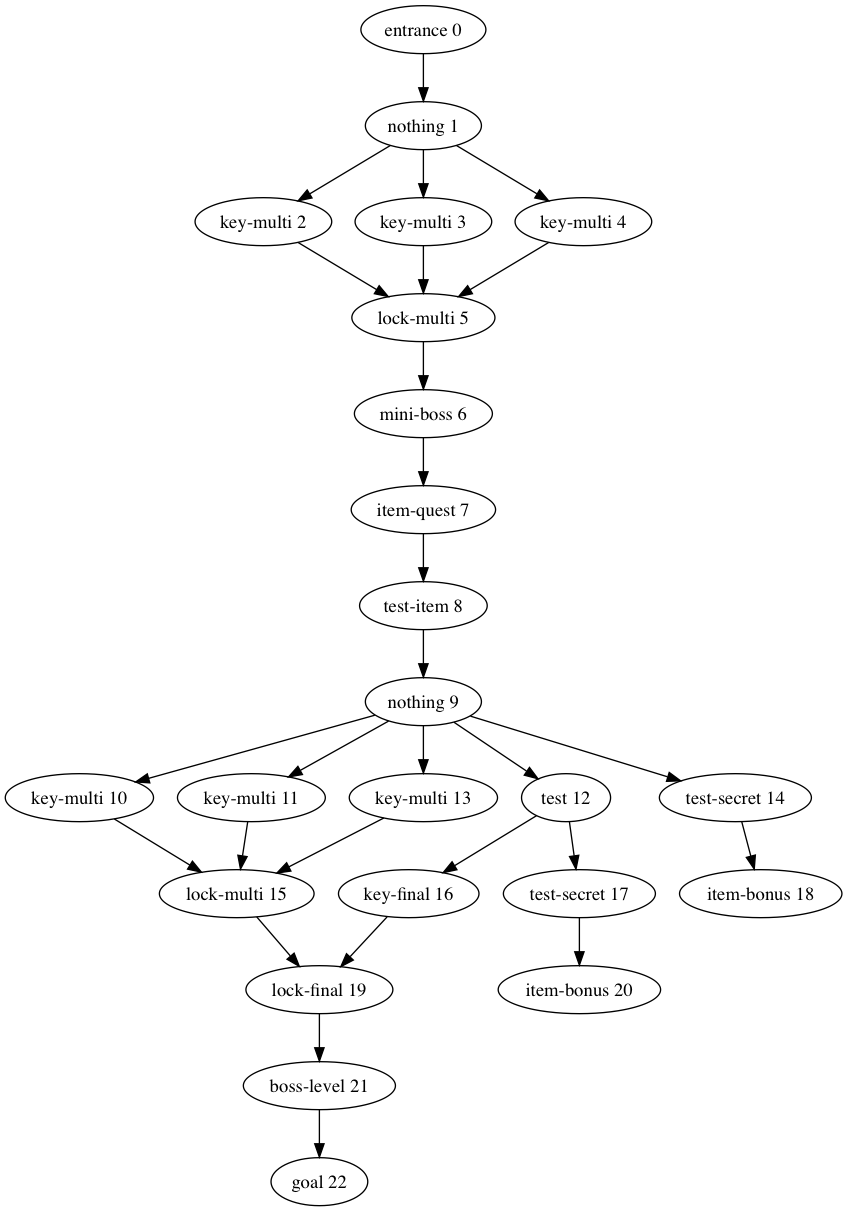 entrance 0
nothing 1
key-multi 2
key-multi 3
key-multi 4
lock-multi 5
mini-boss 6
item-quest 7
test-item 8
nothing 9
key-multi 10
key-multi 11
key-multi 13
test 12
test-secret 14
lock-multi 15
key-final 16
test-secret 17
item-bonus 18
lock-final 19
item-bonus 20
boss-level 21
goal 22